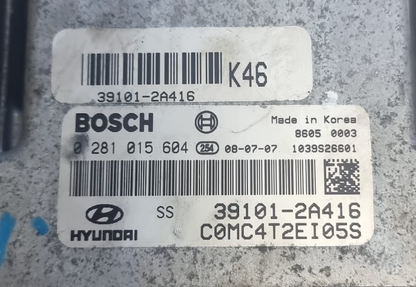 K46
39101-2A416
BOSCH
Made in Korea
8605 0003
0 281 015 604 254 08-07-07 1039S26601
SS 39101-2A416
HYUNDAI C0MC4T2EI05S